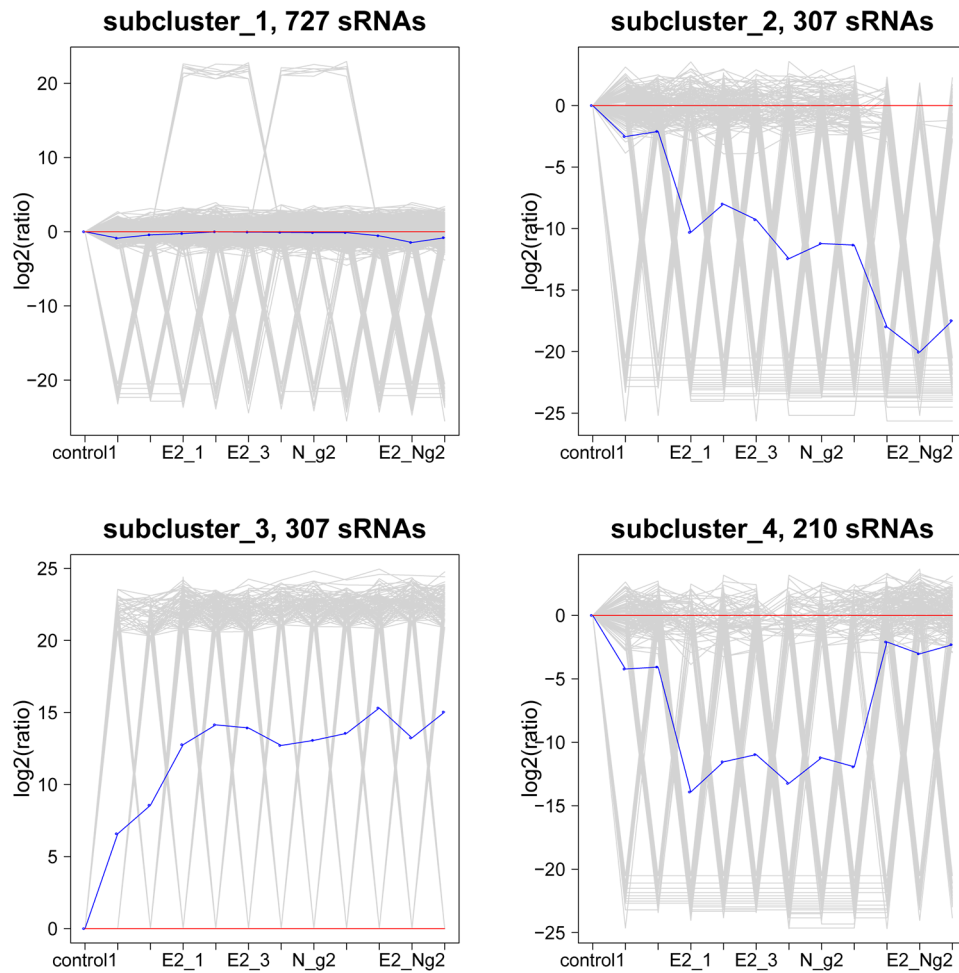 subcluster_1, 727 sRNAs
log2(ratio)
20
10
0
−10
−20
control1 E2_1 E2_3 N_g2 E2_Ng2
subcluster_2, 307 sRNAs
log2(ratio)
0
−5
−10
−15
−20
−25
control1 E2_1 E2_3 N_g2 E2_Ng2
subcluster_3, 307 sRNAs
log2(ratio)
25
20
15
10
5
0
control1 E2_1 E2_3 N_g2 E2_Ng2
subcluster_4, 210 sRNAs
log2(ratio)
0
−5
−10
−15
−20
−25
control1 E2_1 E2_3 N_g2 E2_Ng2